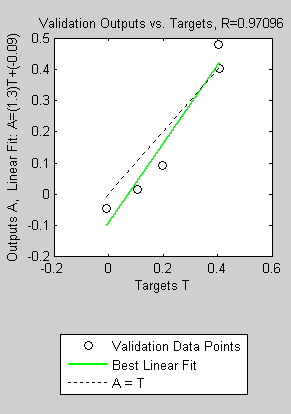 Validation Outputs vs. Targets, R=0.97096
Outputs A, Linear Fit: A=(1.3)T+(-0.09)
0.5
0.4
0.3
0.2
0.1
0
-0.1
-0.2
-0.2
0
0.2
0.4
0.6
Targets T
Validation Data Points
Best Linear Fit
A = T